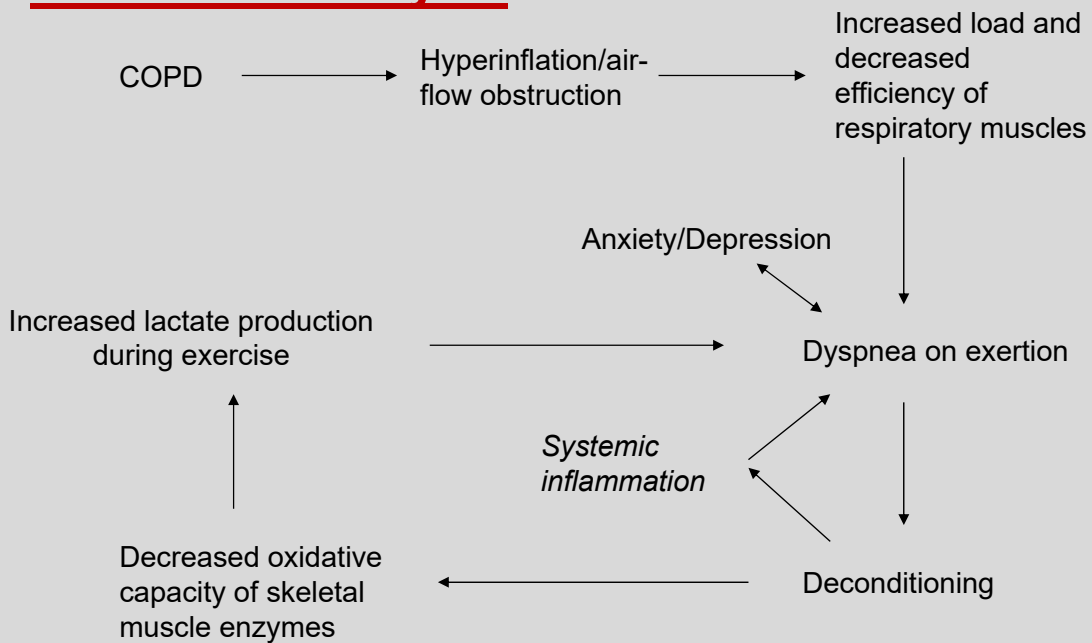 COPD
Hyperinflation/air-
flow obstruction
Increased load and
decreased
efficiency of
respiratory muscles
Anxiety/Depression
Increased lactate production
during exercise
Dyspnea on exertion
Systemic
inflammation
Decreased oxidative
capacity of skeletal
muscle enzymes
Deconditioning